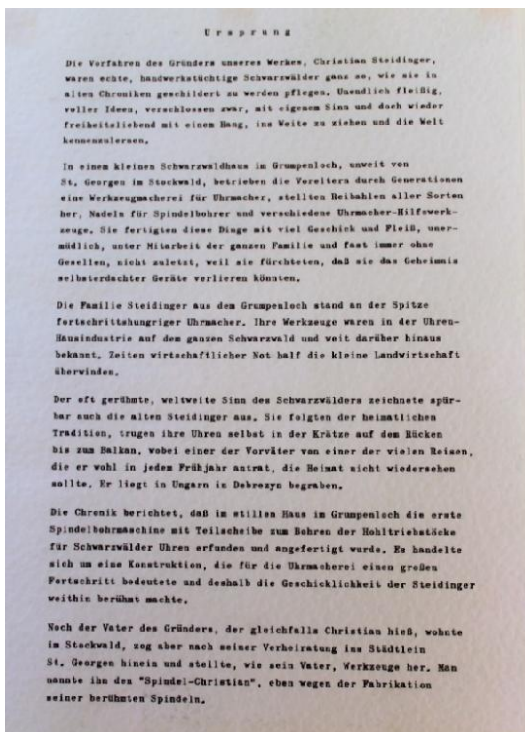 Ursprung
Die Vorfahren des Gründers unseres Werkes, Christian Steidinger,
waren echte, handwerkstüchtige Schwarzwälder ganz so, wie sie in
alten Chroniken geschildert zu werden pflegen. Unendlich fleißig,
voller Ideen, verschlossen zwar, mit eigenem Sinn und doch wieder
freiheitsliebend mit einem Hang, ins Weite zu ziehen und die Welt
kennenzulernen.
In einem kleinen Schwarzwaldhaus im Grumpenloch, unweit von
St. Georgen im Stockwald, betrieben die Voreltern durch Generationen
eine Werkzeugmacherei für Uhrmacher, stellten Reibahlen aller Sorten
her, Nadeln für Spindelbohrer und verschiedene Uhrmacher-Hilfswerk-
zeuge. Sie fertigten diese Dinge mit viel Geschick und Fleiß, uner-
müdlich, unter Mitarbeit der ganzen Familie und fast immer ohne
Gesellen, nicht zuletzt, weil sie fürchteten, daß sie das Geheimnis
selbsterdachter Geräte verlieren könnten.
Die Familie Steidinger aus dem Grumpenloch stand an der Spitze
fortschrittshungriger Uhrmacher. Ihre Werkzeuge waren in der Uhren-
Hausindustrie auf dem ganzen Schwarzwald und weit darüber hinaus
bekannt. Zeiten wirtschaftlicher Not half die kleine Landwirtschaft
überwinden.
Der oft gerühmte, weltweite Sinn des Schwarzwälders zeichnete spür-
bar auch die alten Steidinger aus. Sie folgten der heimatlichen
Tradition, trugen ihre Uhren selbst in der Krätze auf dem Rücken
bis zum Balkan, wobei einer der Vorväter von einer der vielen Reisen,
die er wohl in jedem Frühjahr antrat, die Heimat nicht wiedersehen
sollte. Er liegt in Ungarn in Debrezyn begraben.
Die Chronik berichtet, daß im stillen Haus im Grumpenloch die erste
Spindelbohrmaschine mit Teilscheibe zum Bohren der Hohltriebstöcke
für Schwarzwälder Uhren erfunden und angefertigt wurde. Es handelte
sich um eine Konstruktion, die für die Uhrmacherei einen großen
Fortschritt bedeutete und deshalb die Geschicklichkeit der Steidinger
weithin berühmt machte.
Noch der Vater des Gründers, der gleichfalls Christian hieß, wohnte
im Stockwald, zog aber nach seiner Verheiratung ins Städtlein
St. Georgen hinein und stellte, wie sein Vater, Werkzeuge her. Man
nannte ihn den "Spindel-Christian", eben wegen der Fabrikation
seiner berühmten Spindeln.